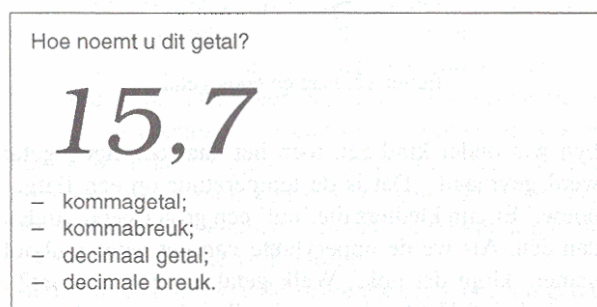 Hoe noemt u dit getal?
15,7
– kommagetal;
– kommabreuk;
– decimaal getal;
– decimale breuk.